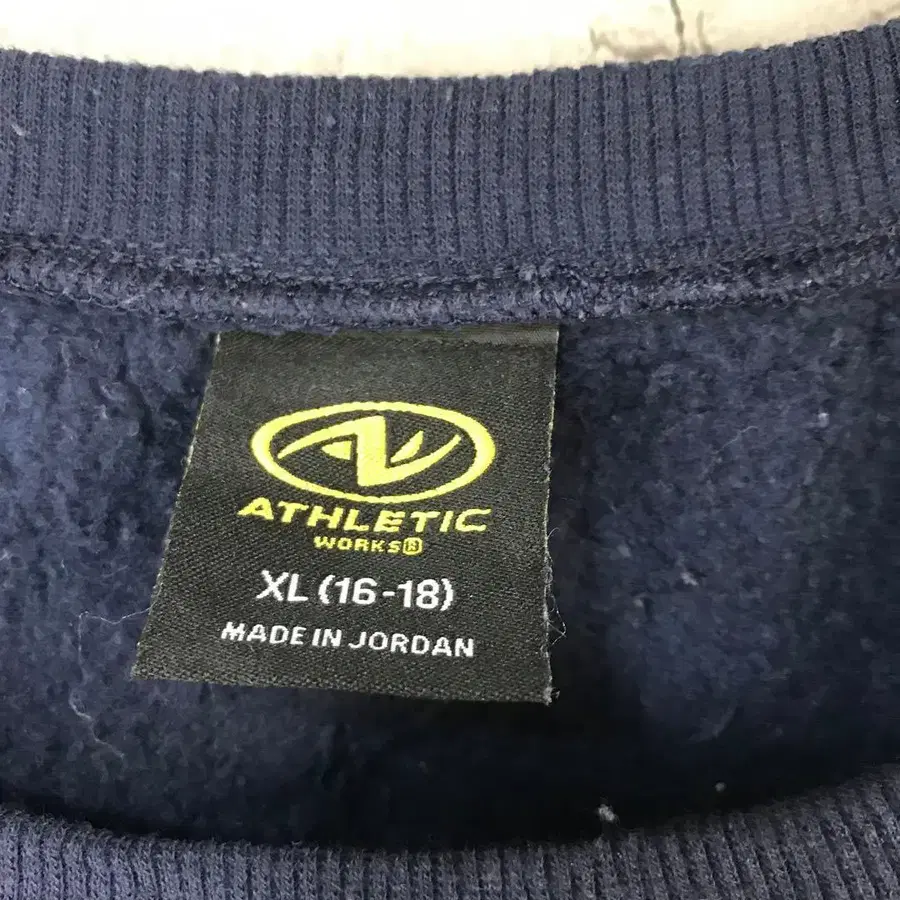 ATHLETIC
WORKS®
XL (16-18)
MADE IN JORDAN